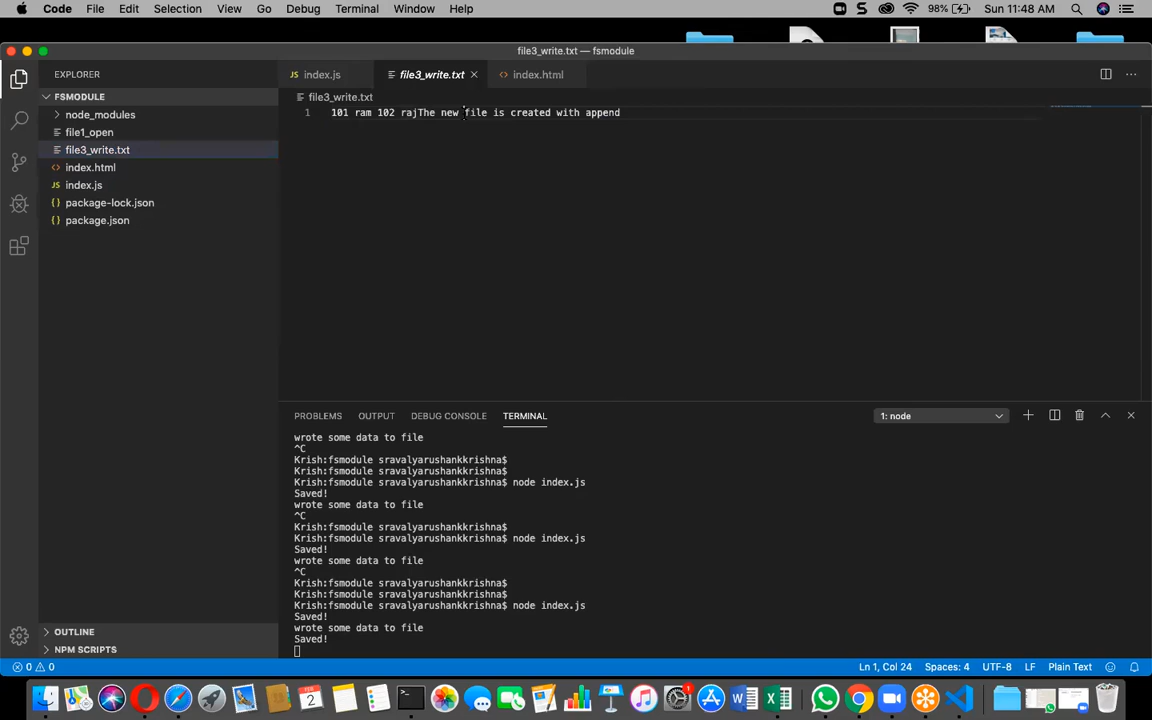 Code File Edit Selection View Go Debug Terminal Window Help 98% Sun 11:48 AM
file3_write.txt — fsmodule
EXPLORER
JS index.js file3_write.txt index.html
FSMODULE
node_modules
file1_open
file3_write.txt
index.html
JS index.js
{} package-lock.json
{} package.json
file3_write.txt
1 101 ram 102 rajThe new file is created with append
PROBLEMS OUTPUT DEBUG CONSOLE TERMINAL 1: node
wrote some data to file
^C
Krish:fsmodule sravalyarushankkrishna$
Krish:fsmodule sravalyarushankkrishna$
Krish:fsmodule sravalyarushankkrishna$ node index.js
Saved!
wrote some data to file
^C
Krish:fsmodule sravalyarushankkrishna$
Krish:fsmodule sravalyarushankkrishna$ node index.js
Saved!
wrote some data to file
^C
Krish:fsmodule sravalyarushankkrishna$
Krish:fsmodule sravalyarushankkrishna$
Krish:fsmodule sravalyarushankkrishna$ node index.js
Saved!
wrote some data to file
Saved!
OUTLINE
NPM SCRIPTS
0 0 Ln 1, Col 24 Spaces: 4 UTF-8 LF Plain Text
2